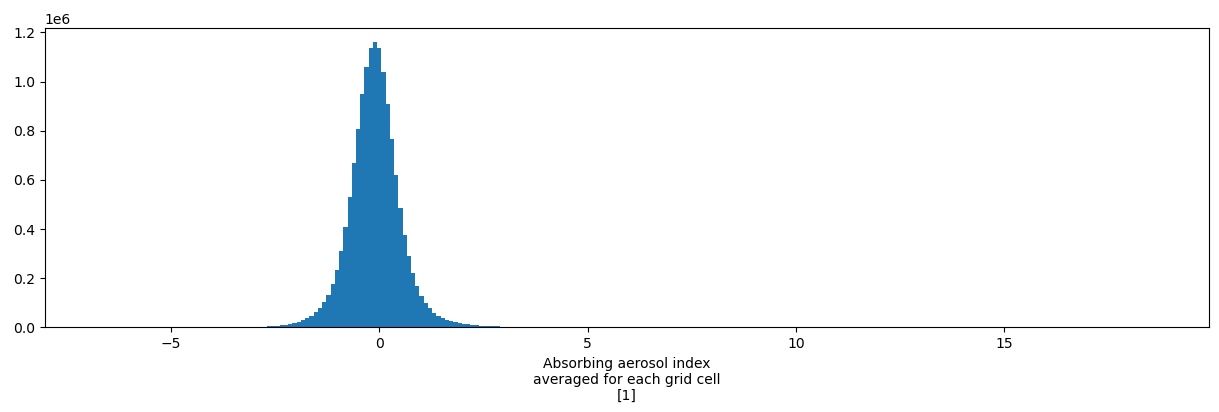 1e6
1.2
1.0
0.8
0.6
0.4
0.2
0.0
−5 0 5 10 15
Absorbing aerosol index
averaged for each grid cell
[1]